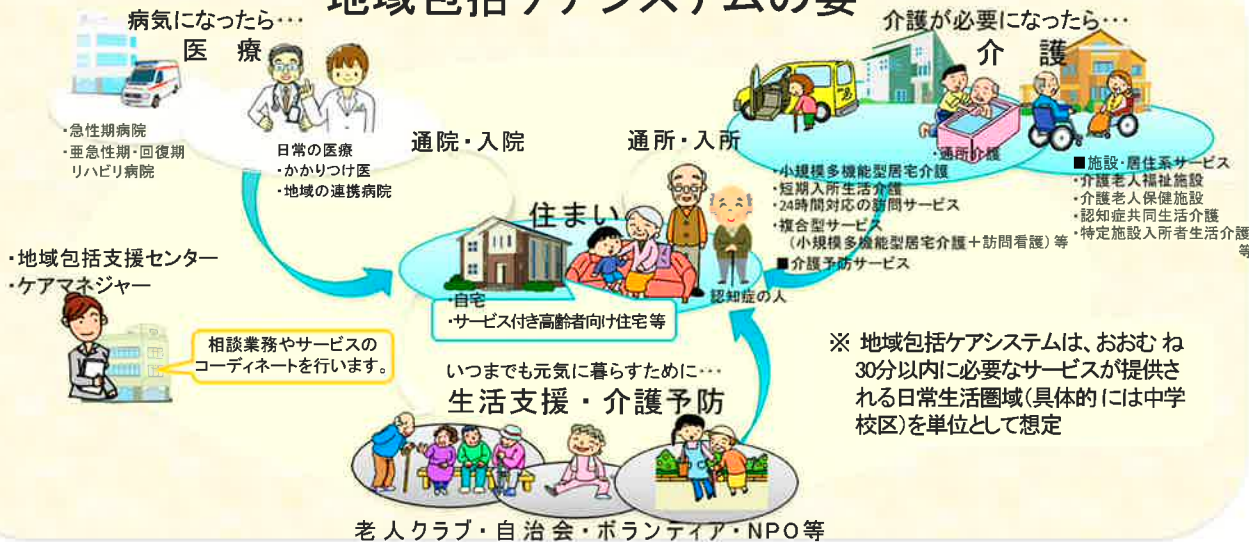 地域包括ケアシステムの姿
病気になったら･･･
医 療
・急性期病院
・亜急性期・回復期
リハビリ病院
日常の医療
・かかりつけ医
・地域の連携病院
通院・入院
通所・入所
介護が必要になったら･･･
介 護
・通所介護
・小規模多機能型居宅介護
・短期入所生活介護
・24時間対応の訪問サービス
・複合型サービス
（小規模多機能型居宅介護＋訪問看護）等
■介護予防サービス
■施設・居住系サービス
・介護老人福祉施設
・介護老人保健施設
・認知症共同生活介護
・特定施設入所者生活介護
等
住まい
・自宅
・サービス付き高齢者向け住宅 等
認知症の人
・地域包括支援センター
・ケアマネジャー
相談業務やサービスの
コーディネートを行います。
いつまでも元気に暮らすために･･･
生活支援・介護予防
老人クラブ・自治会・ボランティア・NPO等
※ 地域包括ケアシステムは、おおむ ね
30分以内に必要なサービスが提供さ
れる日常生活圏域（具体的 には中学
校区）を単位として想定